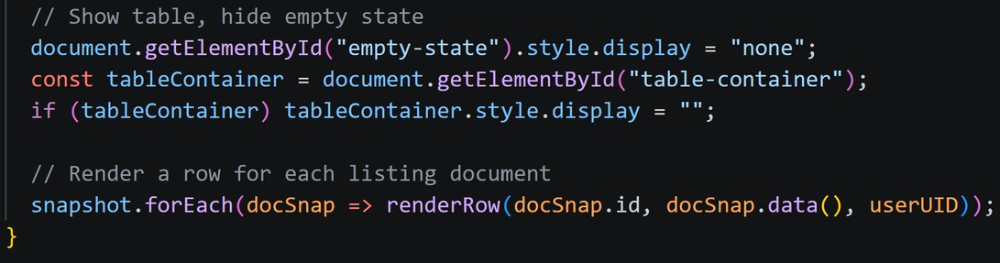 // Show table, hide empty state
document.getElementById("empty-state").style.display = "none";
const tableContainer = document.getElementById("table-container");
if (tableContainer) tableContainer.style.display = "";
// Render a row for each listing document
snapshot.forEach(docSnap => renderRow(docSnap.id, docSnap.data(), userUID));
}